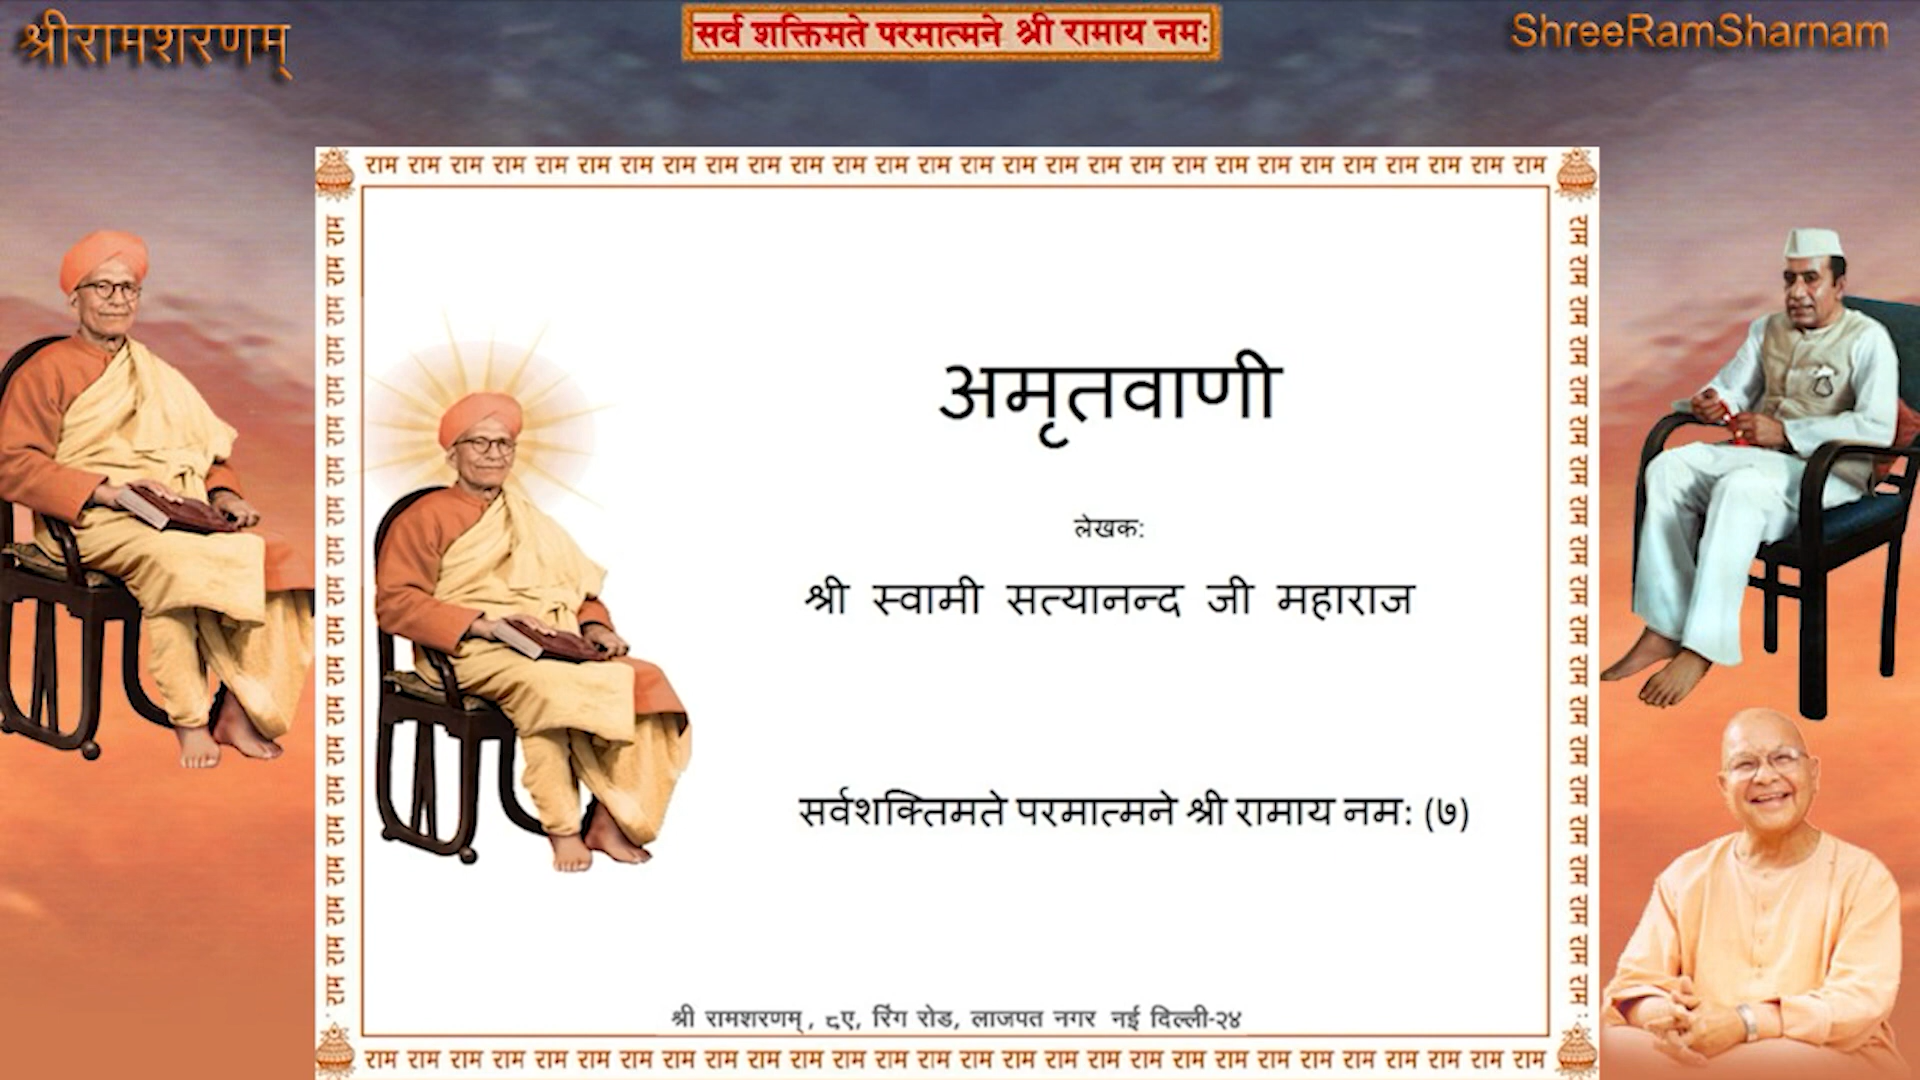 श्रीरामशरणम्
सर्व शक्तिमते परमात्मने श्री रामाय नमः
ShreeRamSharnam
राम राम राम राम राम राम राम राम राम राम राम राम राम राम राम राम राम राम राम राम राम राम राम राम राम राम राम राम
राम राम राम राम राम राम राम राम राम राम राम राम राम राम राम राम राम राम राम राम
राम राम राम राम राम राम राम राम राम राम राम राम राम राम राम राम राम राम राम राम
अमृतवाणी
लेखक:
श्री स्वामी सत्यानन्द जी महाराज
सर्वशक्तिमते परमात्मने श्री रामाय नम: (७)
श्री रामशरणम्, ८ए, रिंग रोड, लाजपत नगर नई दिल्ली-२४
राम राम राम राम राम राम राम राम राम राम राम राम राम राम राम राम राम राम राम राम राम राम राम राम राम राम राम राम